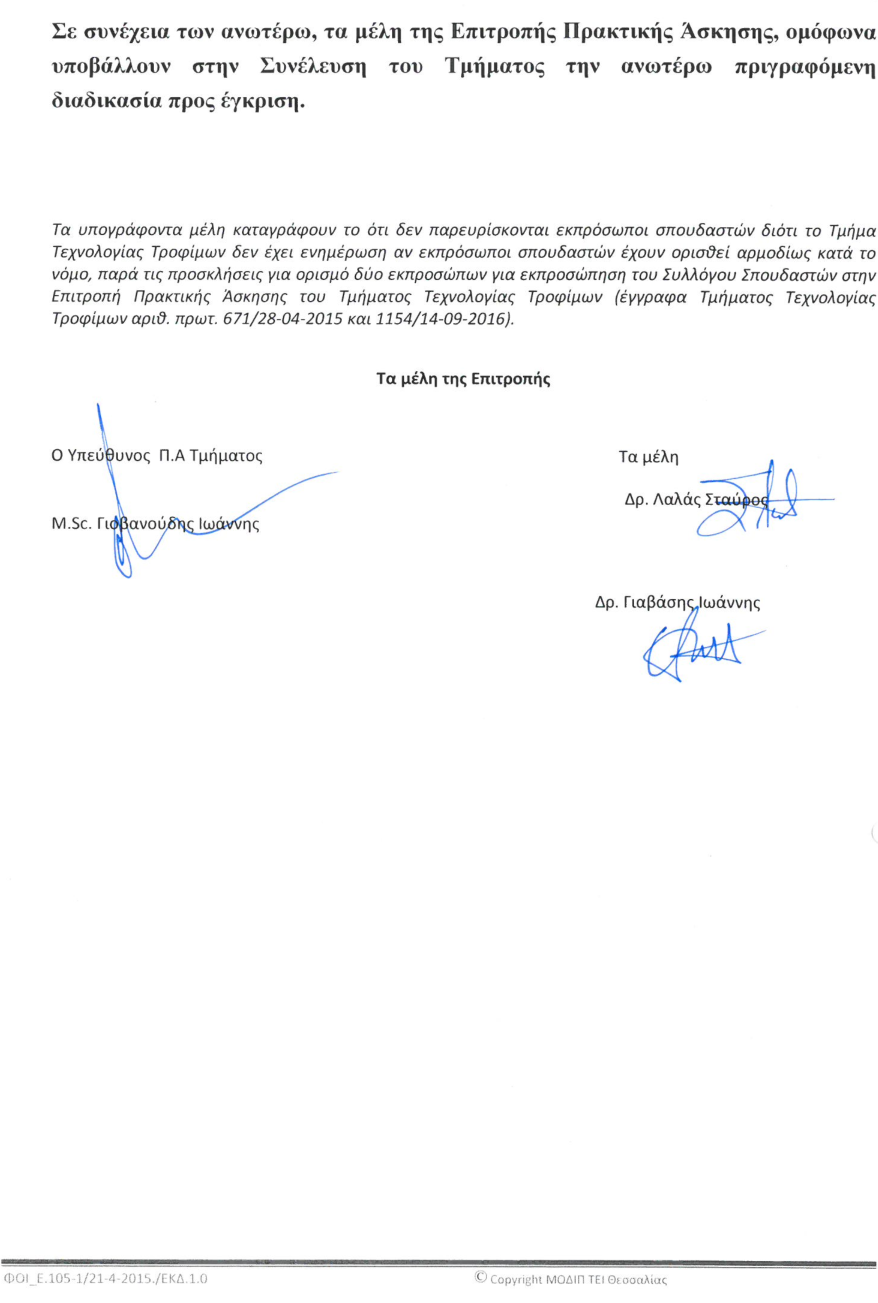 Σε συνέχεια των ανωτέρω, τα μέλη της Επιτροπής Πρακτικής Άσκησης, ομόφωνα
υποβάλλουν στην Συνέλευση του Τμήματος την ανωτέρω πριγραφόμενη
διαδικασία προς έγκριση.
Τα υπογράφοντα μέλη καταγράφουν το ότι δεν παρευρίσκονται εκπρόσωποι σπουδαστών διότι το Τμήμα
Τεχνολογίας Τροφίμων δεν έχει ενημέρωση αν εκπρόσωποι σπουδαστών έχουν ορισθεί αρμοδίως κατά το
νόμο, παρά τις προσκλήσεις για ορισμό δύο εκπροσώπων για εκπροσώπηση του Συλλόγου Σπουδαστών στην
Επιτροπή Πρακτικής Άσκησης του Τμήματος Τεχνολογίας Τροφίμων (έγγραφα Τμήματος Τεχνολογίας
Τροφίμων αριθ. πρωτ. 671/28-04-2015 και 1154/14-09-2016).
Τα μέλη της Επιτροπής
Ο Υπεύθυνος Π.Α Τμήματος
Τα μέλη
Δρ. Λαλάς Σταύρος
M.Sc. Γιοβανούδης Ιωάννης
Δρ. Γιαβάσης Ιωάννης
ΦΟΙ_Ε.105-1/21-4-2015./ΕΚΔ.1.0
© Copyright ΜΟΔΙΠ ΤΕΙ Θεσσαλίας